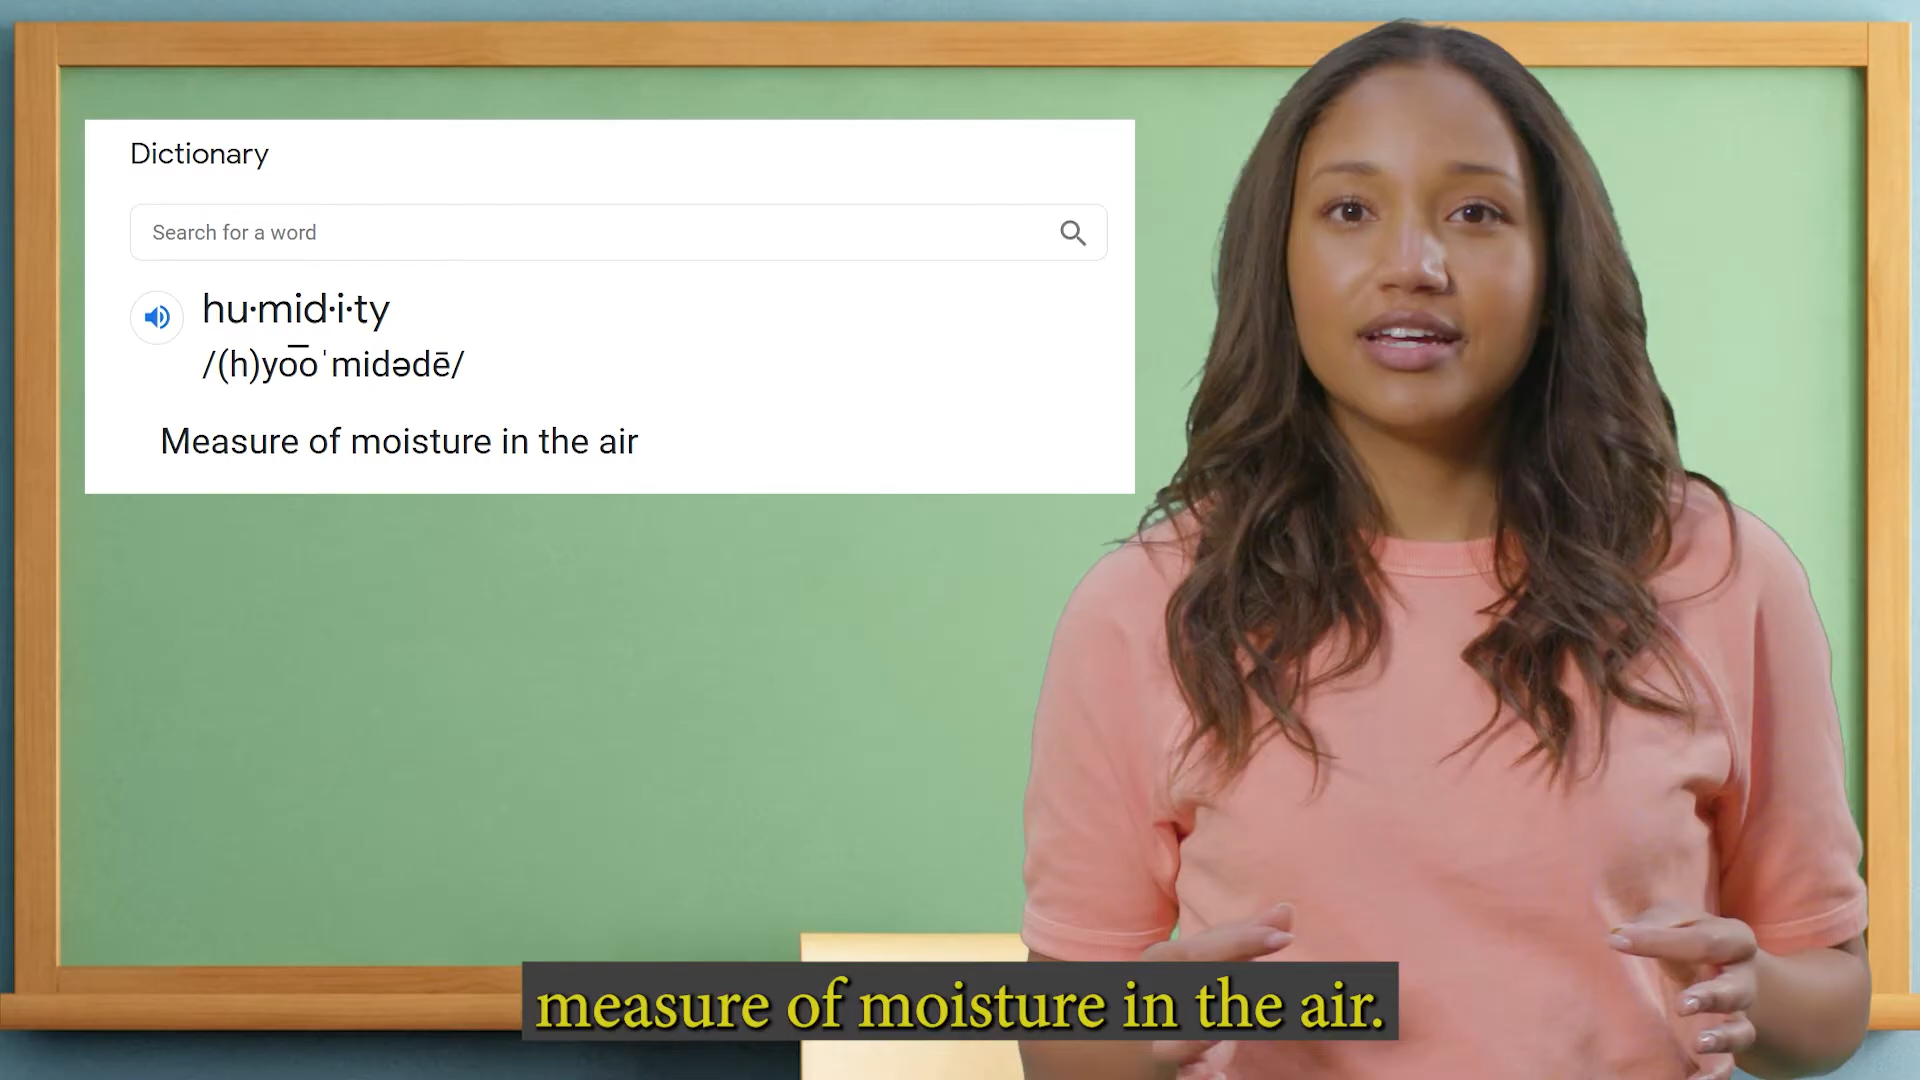 Dictionary
Search for a word
hu·mid·i·ty
/(h)yo͞oˈmidədē/
Measure of moisture in the air
measure of moisture in the air.